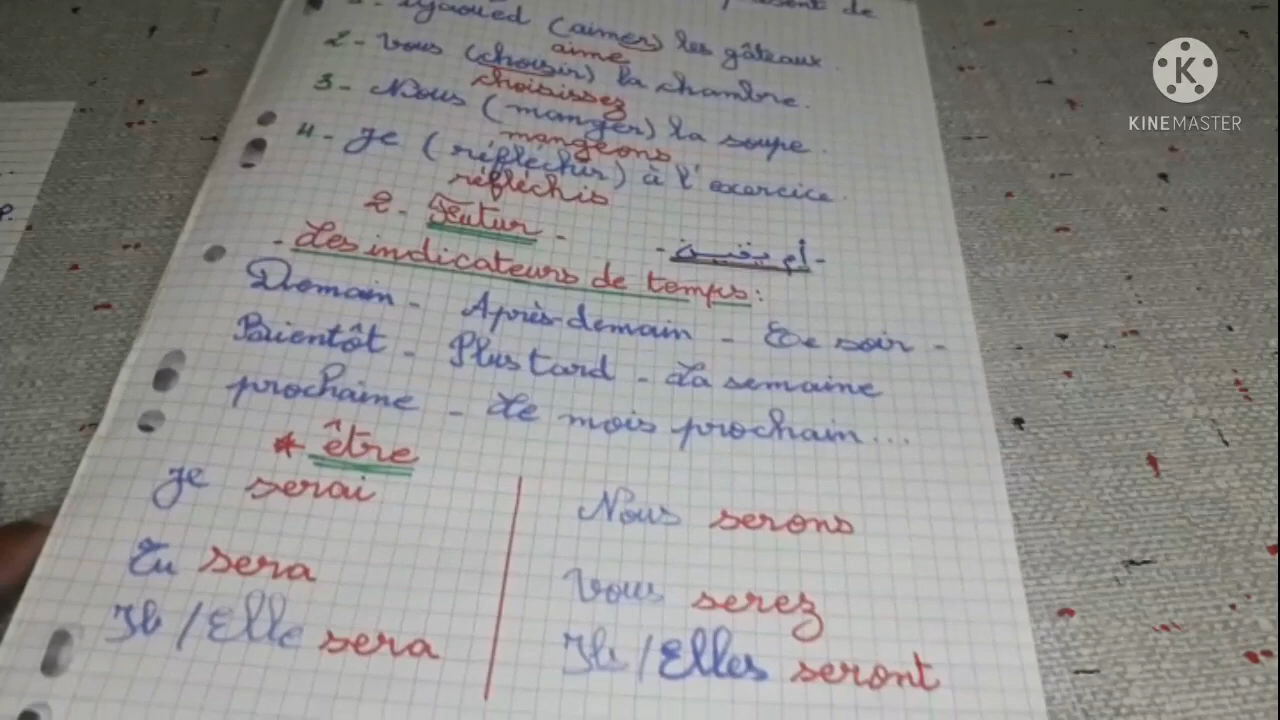 (aimer) les gâteaux.
aime
2- Vous (choisir) la chambre.
choisissez
3- Nous (manger) la soupe.
mangeons
4- Je (réfléchir) à l'exercice.
réfléchis
2- Futur -
- أم يقين -
- Les indicateurs de temps:
Demain - Après-demain - Ce soir -
Bientôt - Plus tard - La semaine
prochaine - Le mois prochain...
* être
Je serai
Nous serons
Tu sera
Vous serez
Il / Elle sera
Ils / Elles seront
KINEMASTER